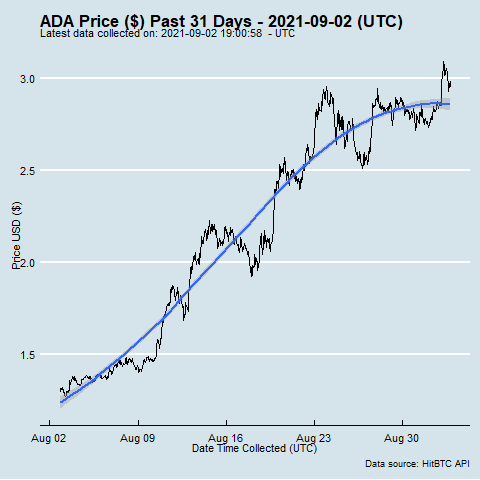 ADA Price ($) Past 31 Days - 2021-09-02 (UTC)
Latest data collected on: 2021-09-02 19:00:58 - UTC
Price USD ($)
3.0
2.5
2.0
1.5
Aug 02 Aug 09 Aug 16 Aug 23 Aug 30
Date Time Collected (UTC)
Data source: HitBTC API